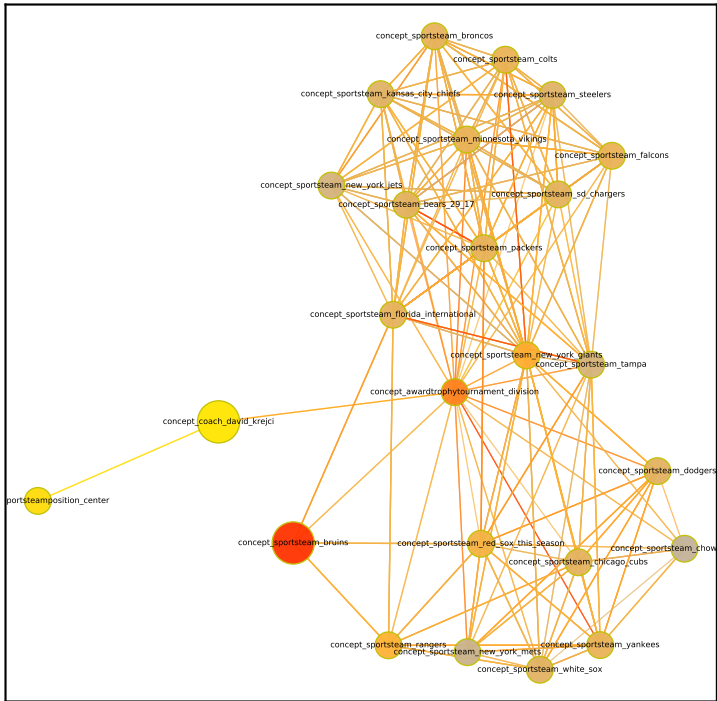 concept_sportsteam_broncos
concept_sportsteam_colts
concept_sportsteam_kansas_city_chiefs
concept_sportsteam_steelers
concept_sportsteam_minnesota_vikings
concept_sportsteam_falcons
concept_sportsteam_new_york_jets
concept_sportsteam_sd_chargers
concept_sportsteam_bears_29_17
concept_sportsteam_packers
concept_sportsteam_florida_international
concept_sportsteam_new_york_giants
concept_sportsteam_tampa
concept_awardtrophytournament_division
concept_coach_david_krejci
concept_sportsteam_dodgers
portsteamposition_center
concept_sportsteam_bruins
concept_sportsteam_red_sox_this_season
concept_sportsteam_chow
concept_sportsteam_chicago_cubs
concept_sportsteam_rangers
concept_sportsteam_yankees
concept_sportsteam_new_york_mets
concept_sportsteam_white_sox